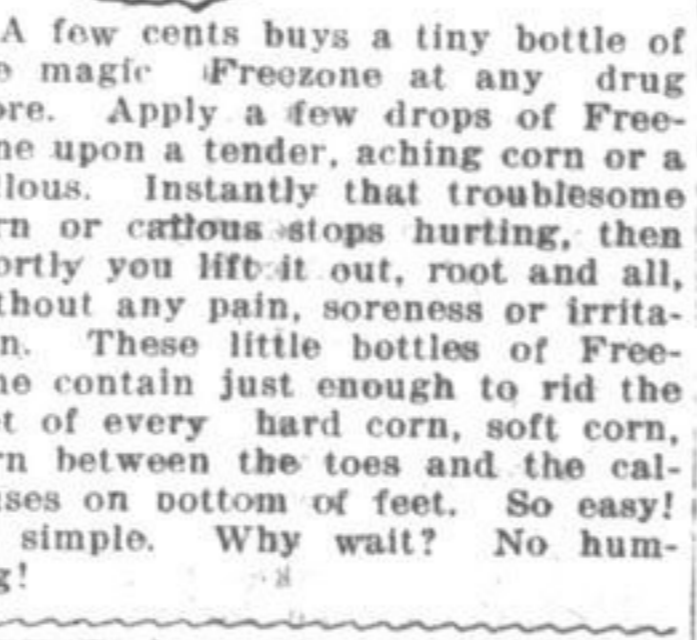 A few cents buys a tiny bottle of
e magic Freezone at any drug
ore. Apply a few drops of Free-
ne upon a tender, aching corn or a
lous. Instantly that troublesome
rn or callous stops hurting, then
ortly you lift it out, root and all,
thout any pain, soreness or irrita-
n. These little bottles of Free-
ne contain just enough to rid the
t of every hard corn, soft corn,
rn between the toes and the cal-
ses on bottom of feet. So easy!
simple. Why wait? No hum-
g!